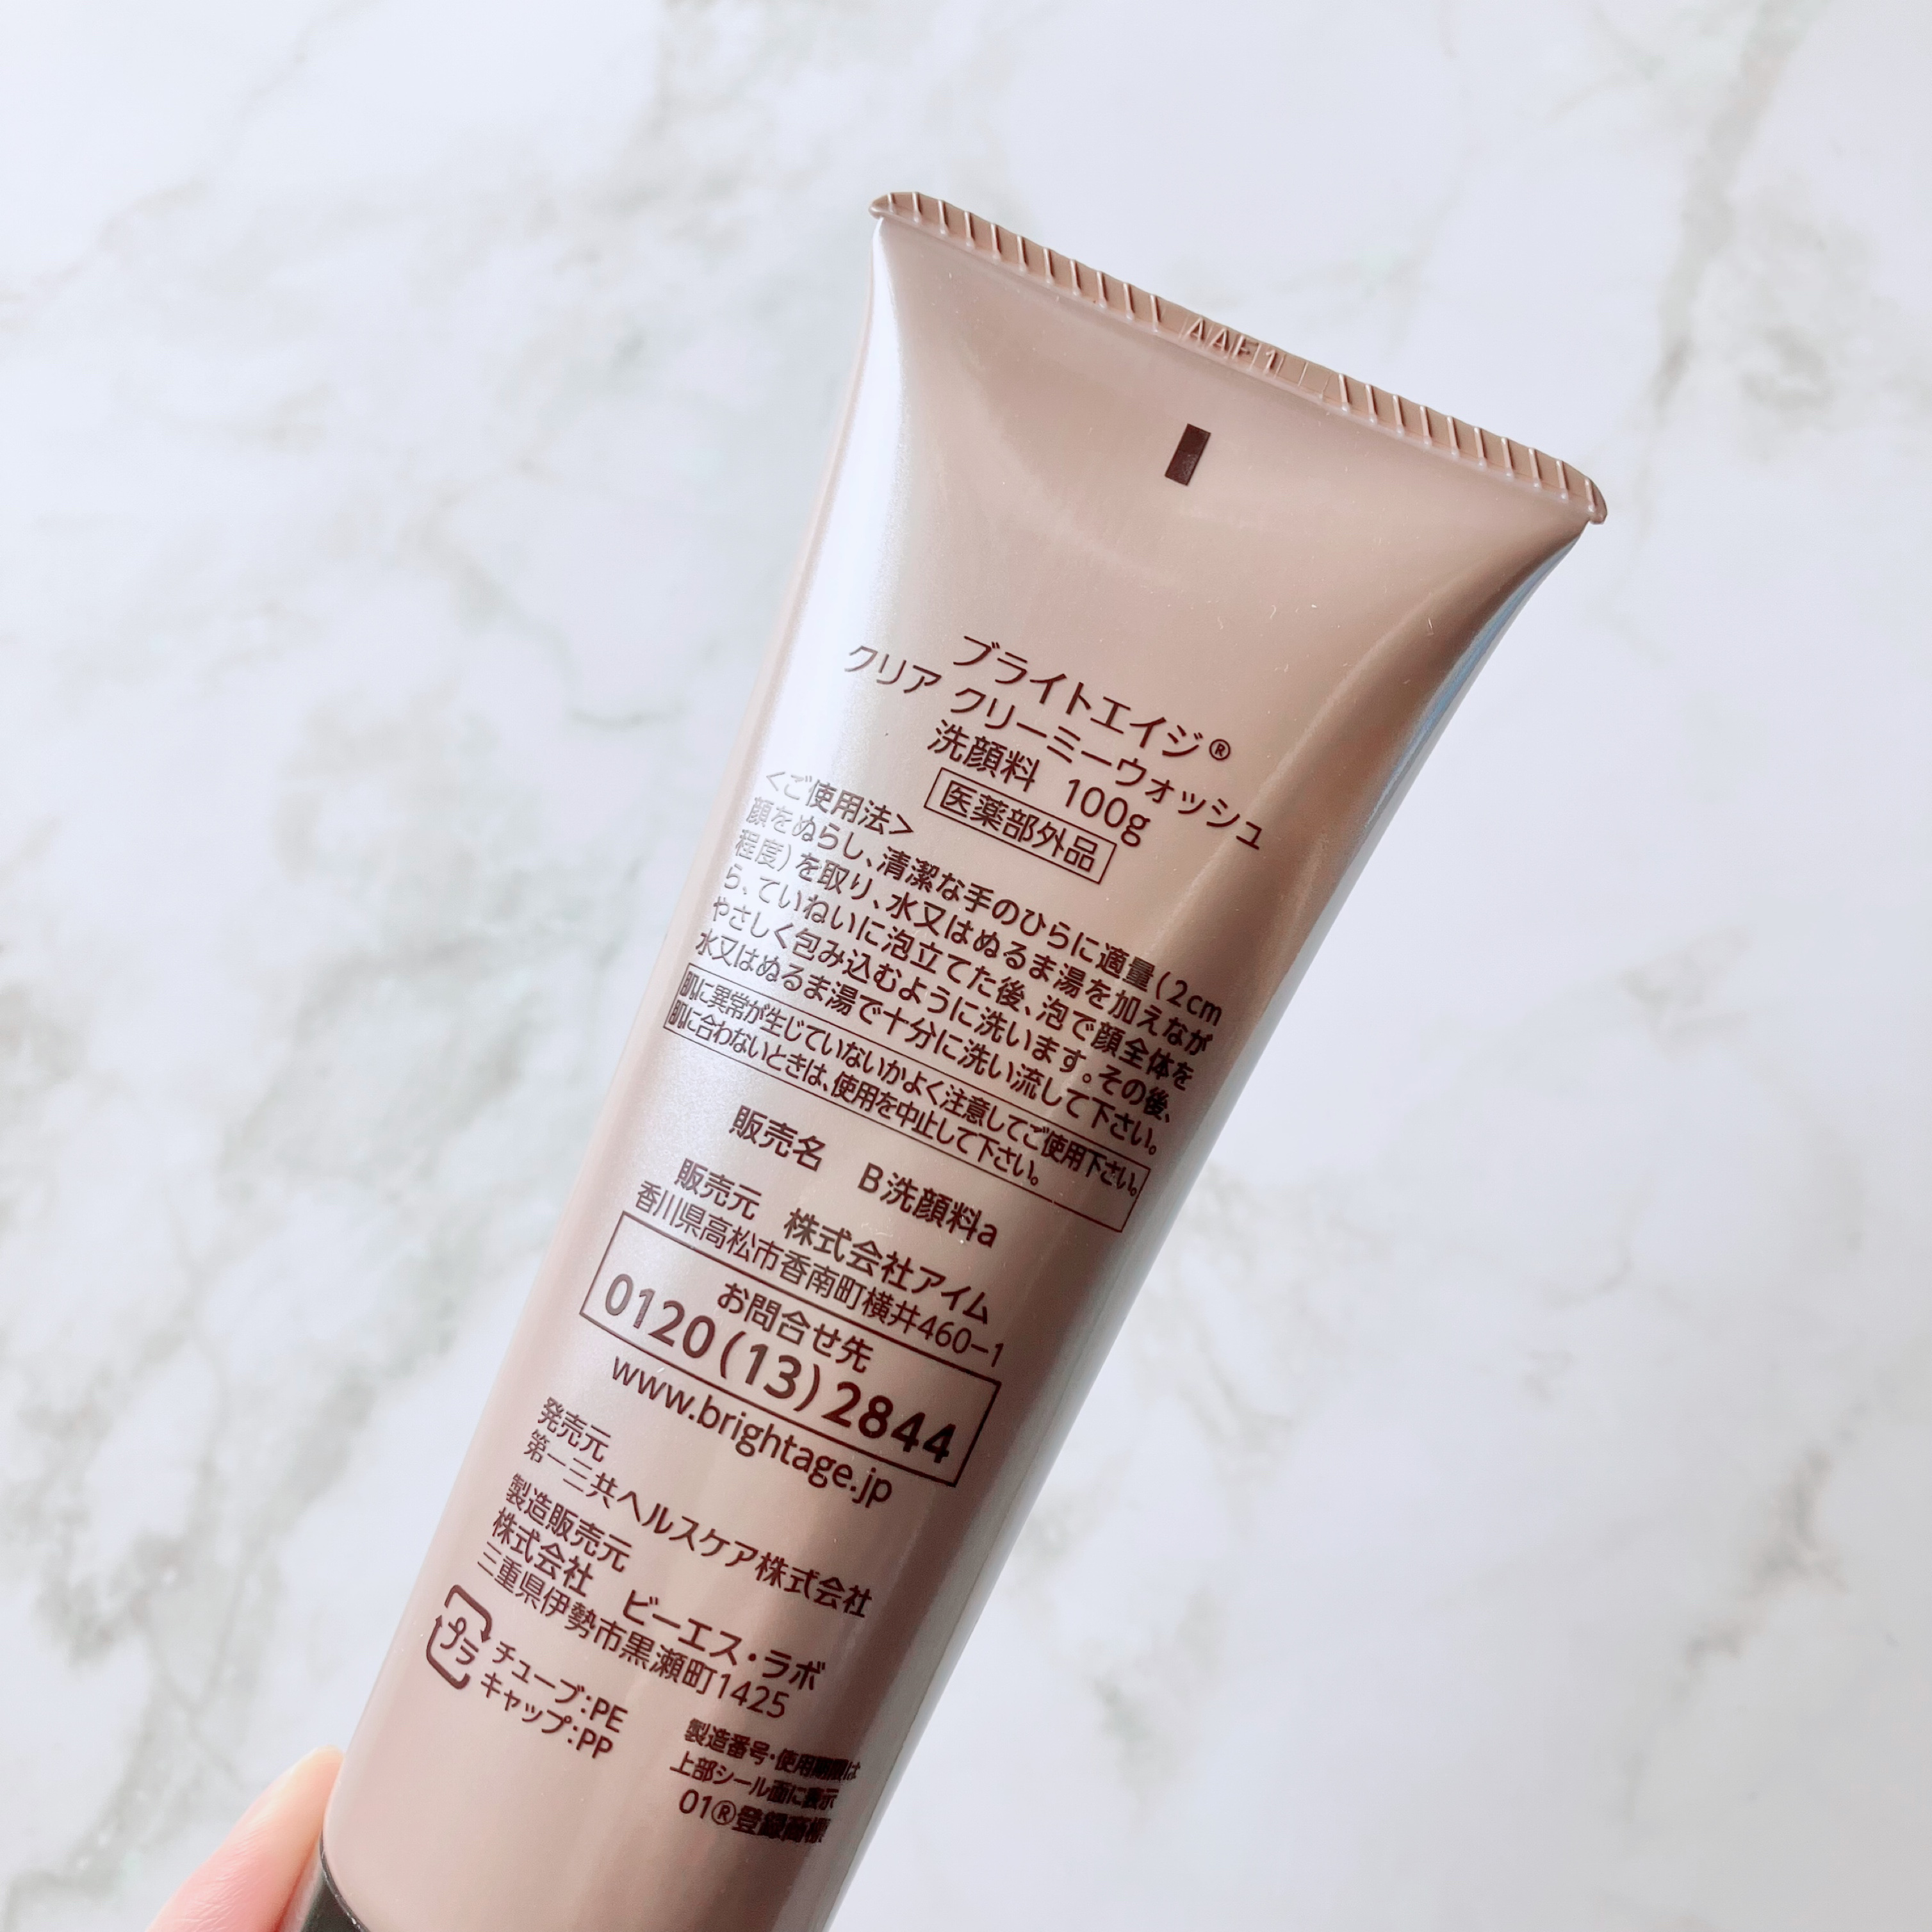 AAF1
ブライトエイジ®
クリア クリーミーウォッシュ
洗顔料 100g
医薬部外品
<ご使用法>
顔をぬらし、清潔な手のひらに適量(2cm
程度)を取り、水又はぬるま湯を加えなが
ら、ていねいに泡立てた後、泡で顔全体を
やさしく包み込むように洗います。その後、
水又はぬるま湯で十分に洗い流して下さい。
肌に異常が生じていないかよく注意してご使用下さい。
肌に合わないときは、使用を中止して下さい。
販売名 B洗顔料a
販売元 株式会社アイム
香川県高松市香南町横井460-1
お問合せ先
0120(13)2844
www.brightage.jp
発売元
第一三共ヘルスケア株式会社
製造販売元
株式会社 ビーエス・ラボ
三重県伊勢市黒瀬町1425
プラ
チューブ:PE
キャップ:PP
製造番号・使用期限は
上部シール面に表示
01®登録商標